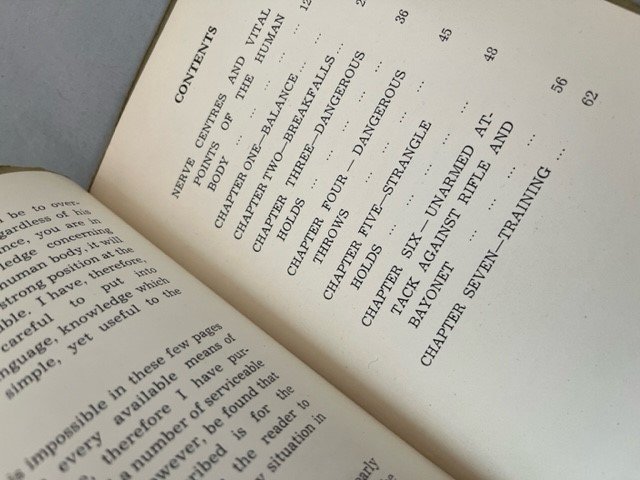 l be to over-
gardless of his
nce, you are in
ledge concerning
human body, it will
strong position at the
ible. I have, therefore,
careful to put into
nguage, knowledge which
simple, yet useful to the
is impossible in these few pages
every available means of
, therefore I have pur-
a number of serviceable
owever, be found that
ribed is for the
the reader to
y situation in
CONTENTS
NERVE CENTRES AND VITAL
POINTS OF THE HUMAN
BODY ... ... ... ... 12
CHAPTER ONE—BALANCE ...
CHAPTER TWO—BREAKFALLS ...
CHAPTER THREE—DANGEROUS
HOLDS ... ... ... ... ... 36
CHAPTER FOUR — DANGEROUS
THROWS ... ... ... ... 45
CHAPTER FIVE—STRANGLE
HOLDS ... ... ... ... ... 48
CHAPTER SIX — UNARMED AT-
TACK AGAINST RIFLE AND
BAYONET ... ... ... ... 56
CHAPTER SEVEN—TRAINING ... 62